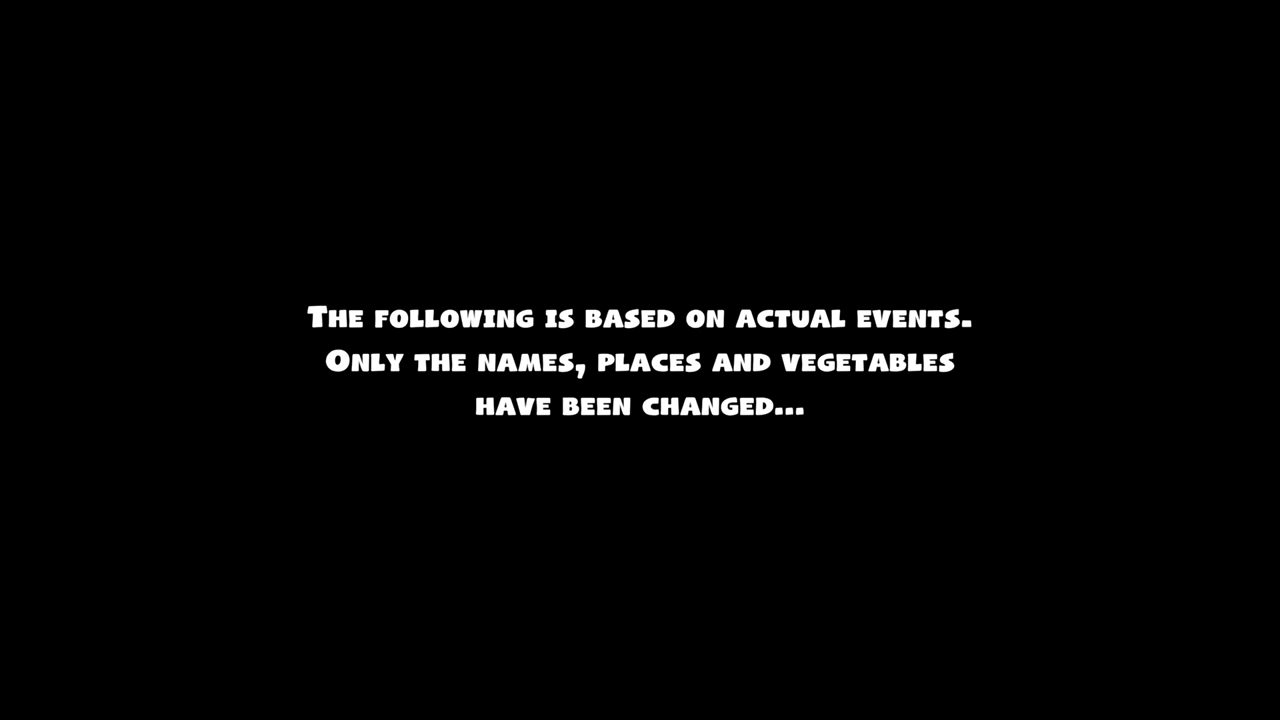 The following is based on actual events.
Only the names, places and vegetables
have been changed...